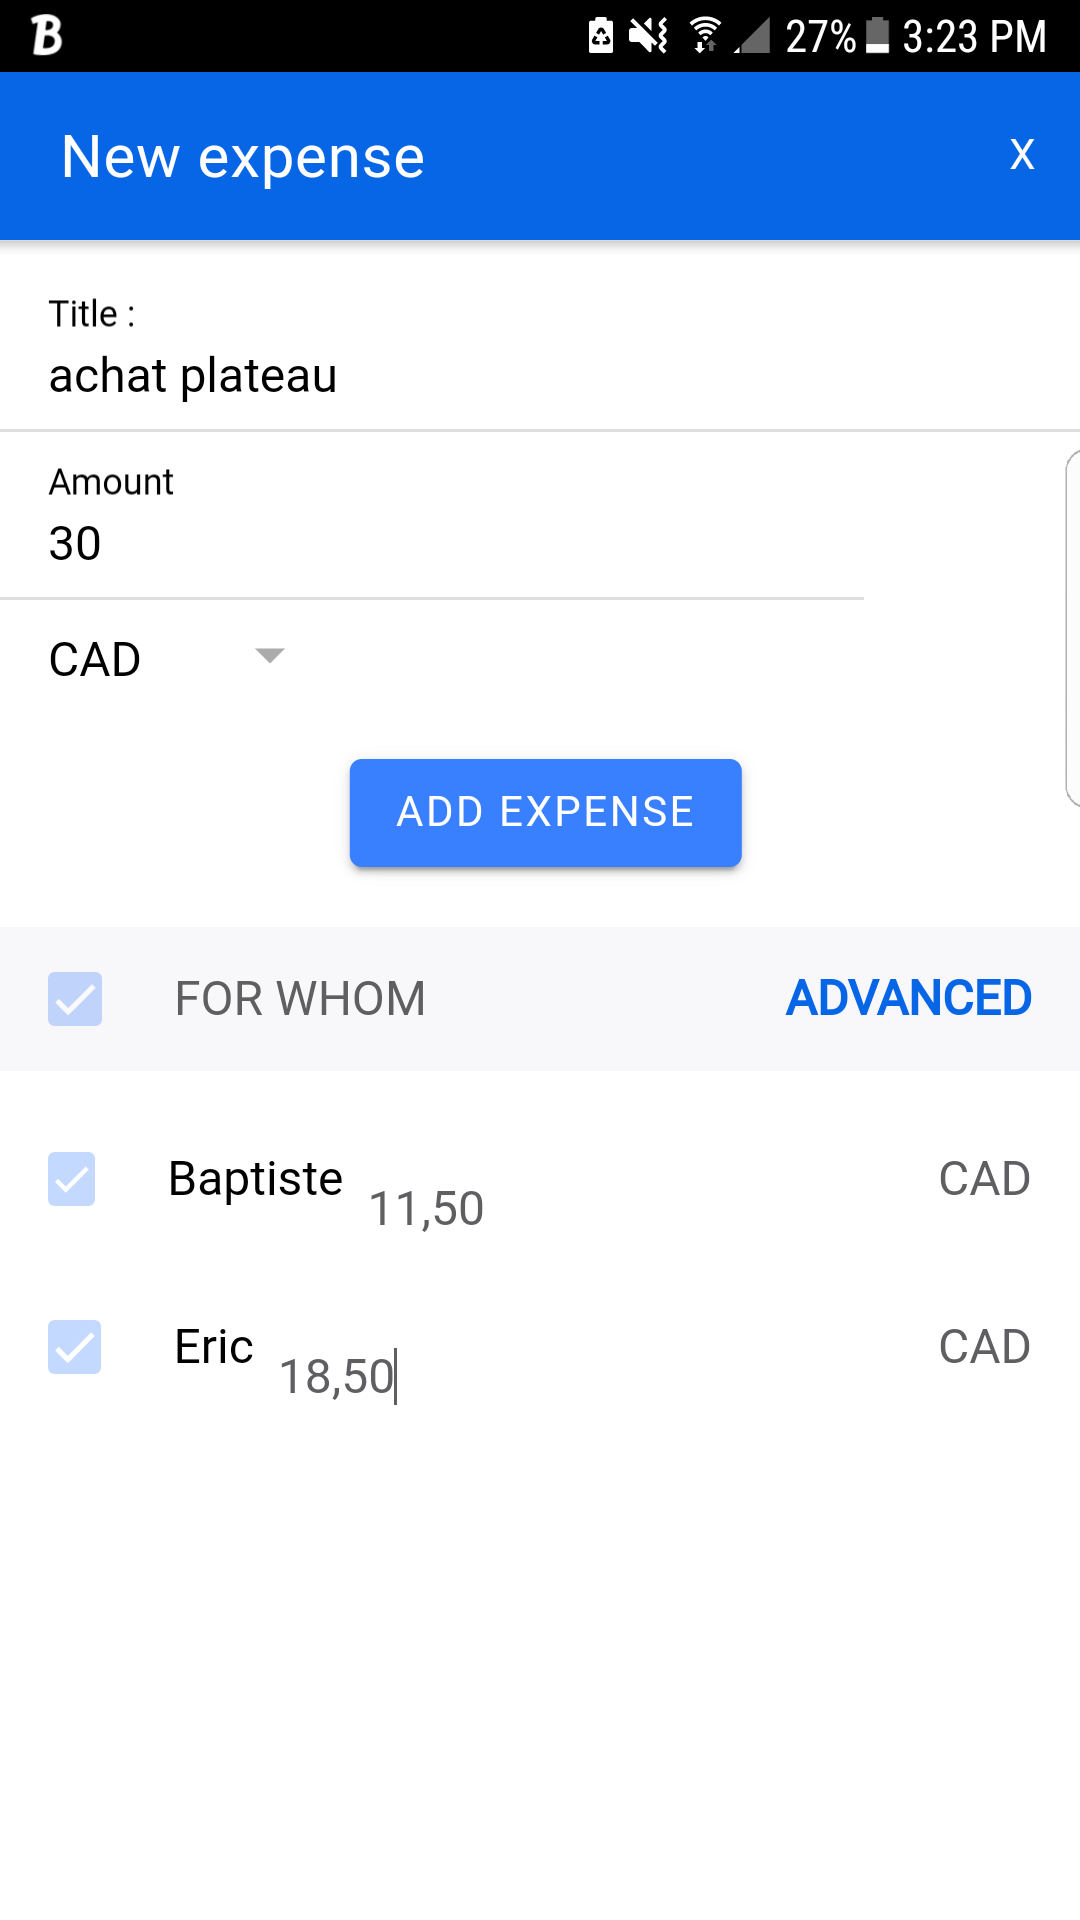 B 27% 3:23 PM
New expense X
Title :
achat plateau
Amount
30
CAD
ADD EXPENSE
FOR WHOM ADVANCED
Baptiste 11,50 CAD
Eric 18,50 CAD